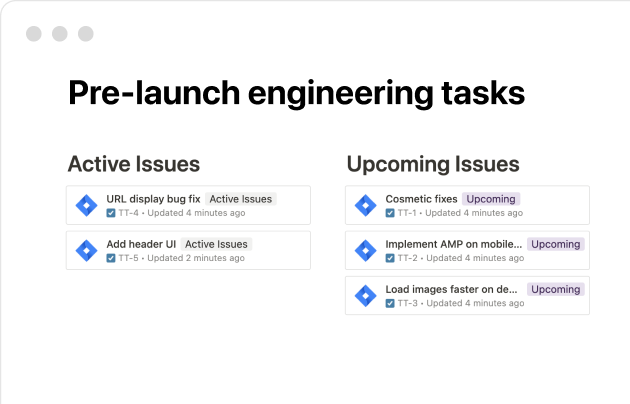 Pre-launch engineering tasks
Active Issues
URL display bug fix Active Issues
TT-4 • Updated 4 minutes ago
Add header UI Active Issues
TT-5 • Updated 2 minutes ago
Upcoming Issues
Cosmetic fixes Upcoming
TT-1 • Updated 4 minutes ago
Implement AMP on mobile... Upcoming
TT-2 • Updated 4 minutes ago
Load images faster on de... Upcoming
TT-3 • Updated 4 minutes ago